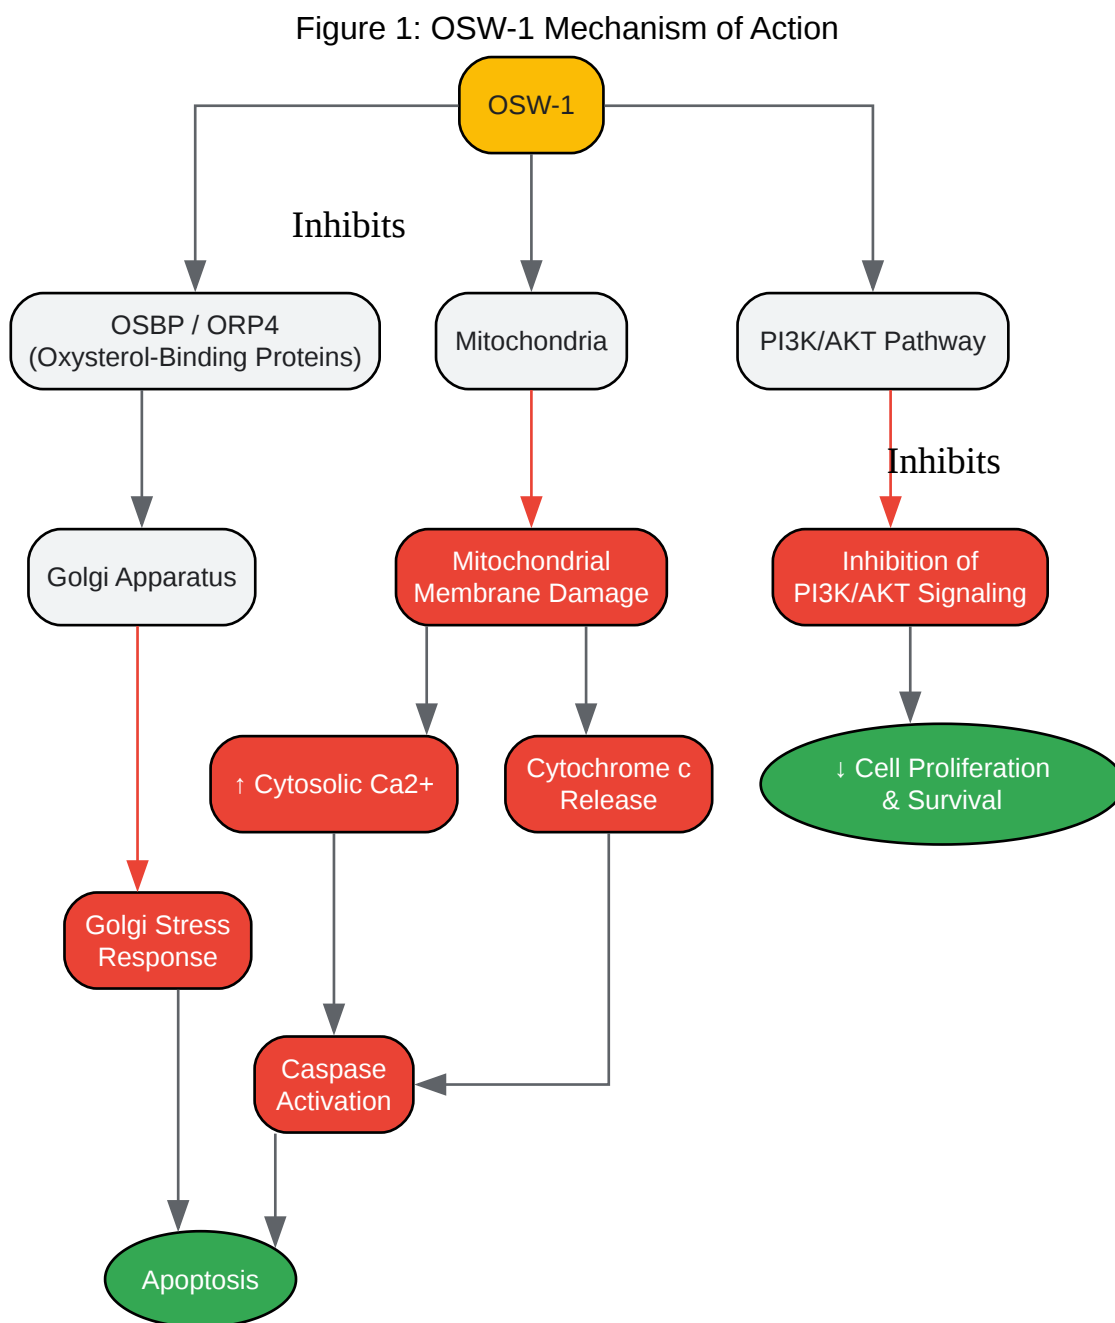 Figure 1: OSW-1 Mechanism of Action
OSW-1
Inhibits
OSBP / ORP4
(Oxysterol-Binding Proteins)
Mitochondria
PI3K/AKT Pathway
Inhibits
Golgi Apparatus
Mitochondrial
Membrane Damage
Inhibition of
PI3K/AKT Signaling
↑ Cytosolic Ca2+
Cytochrome c
Release
↓ Cell Proliferation
& Survival
Golgi Stress
Response
Caspase
Activation
Apoptosis